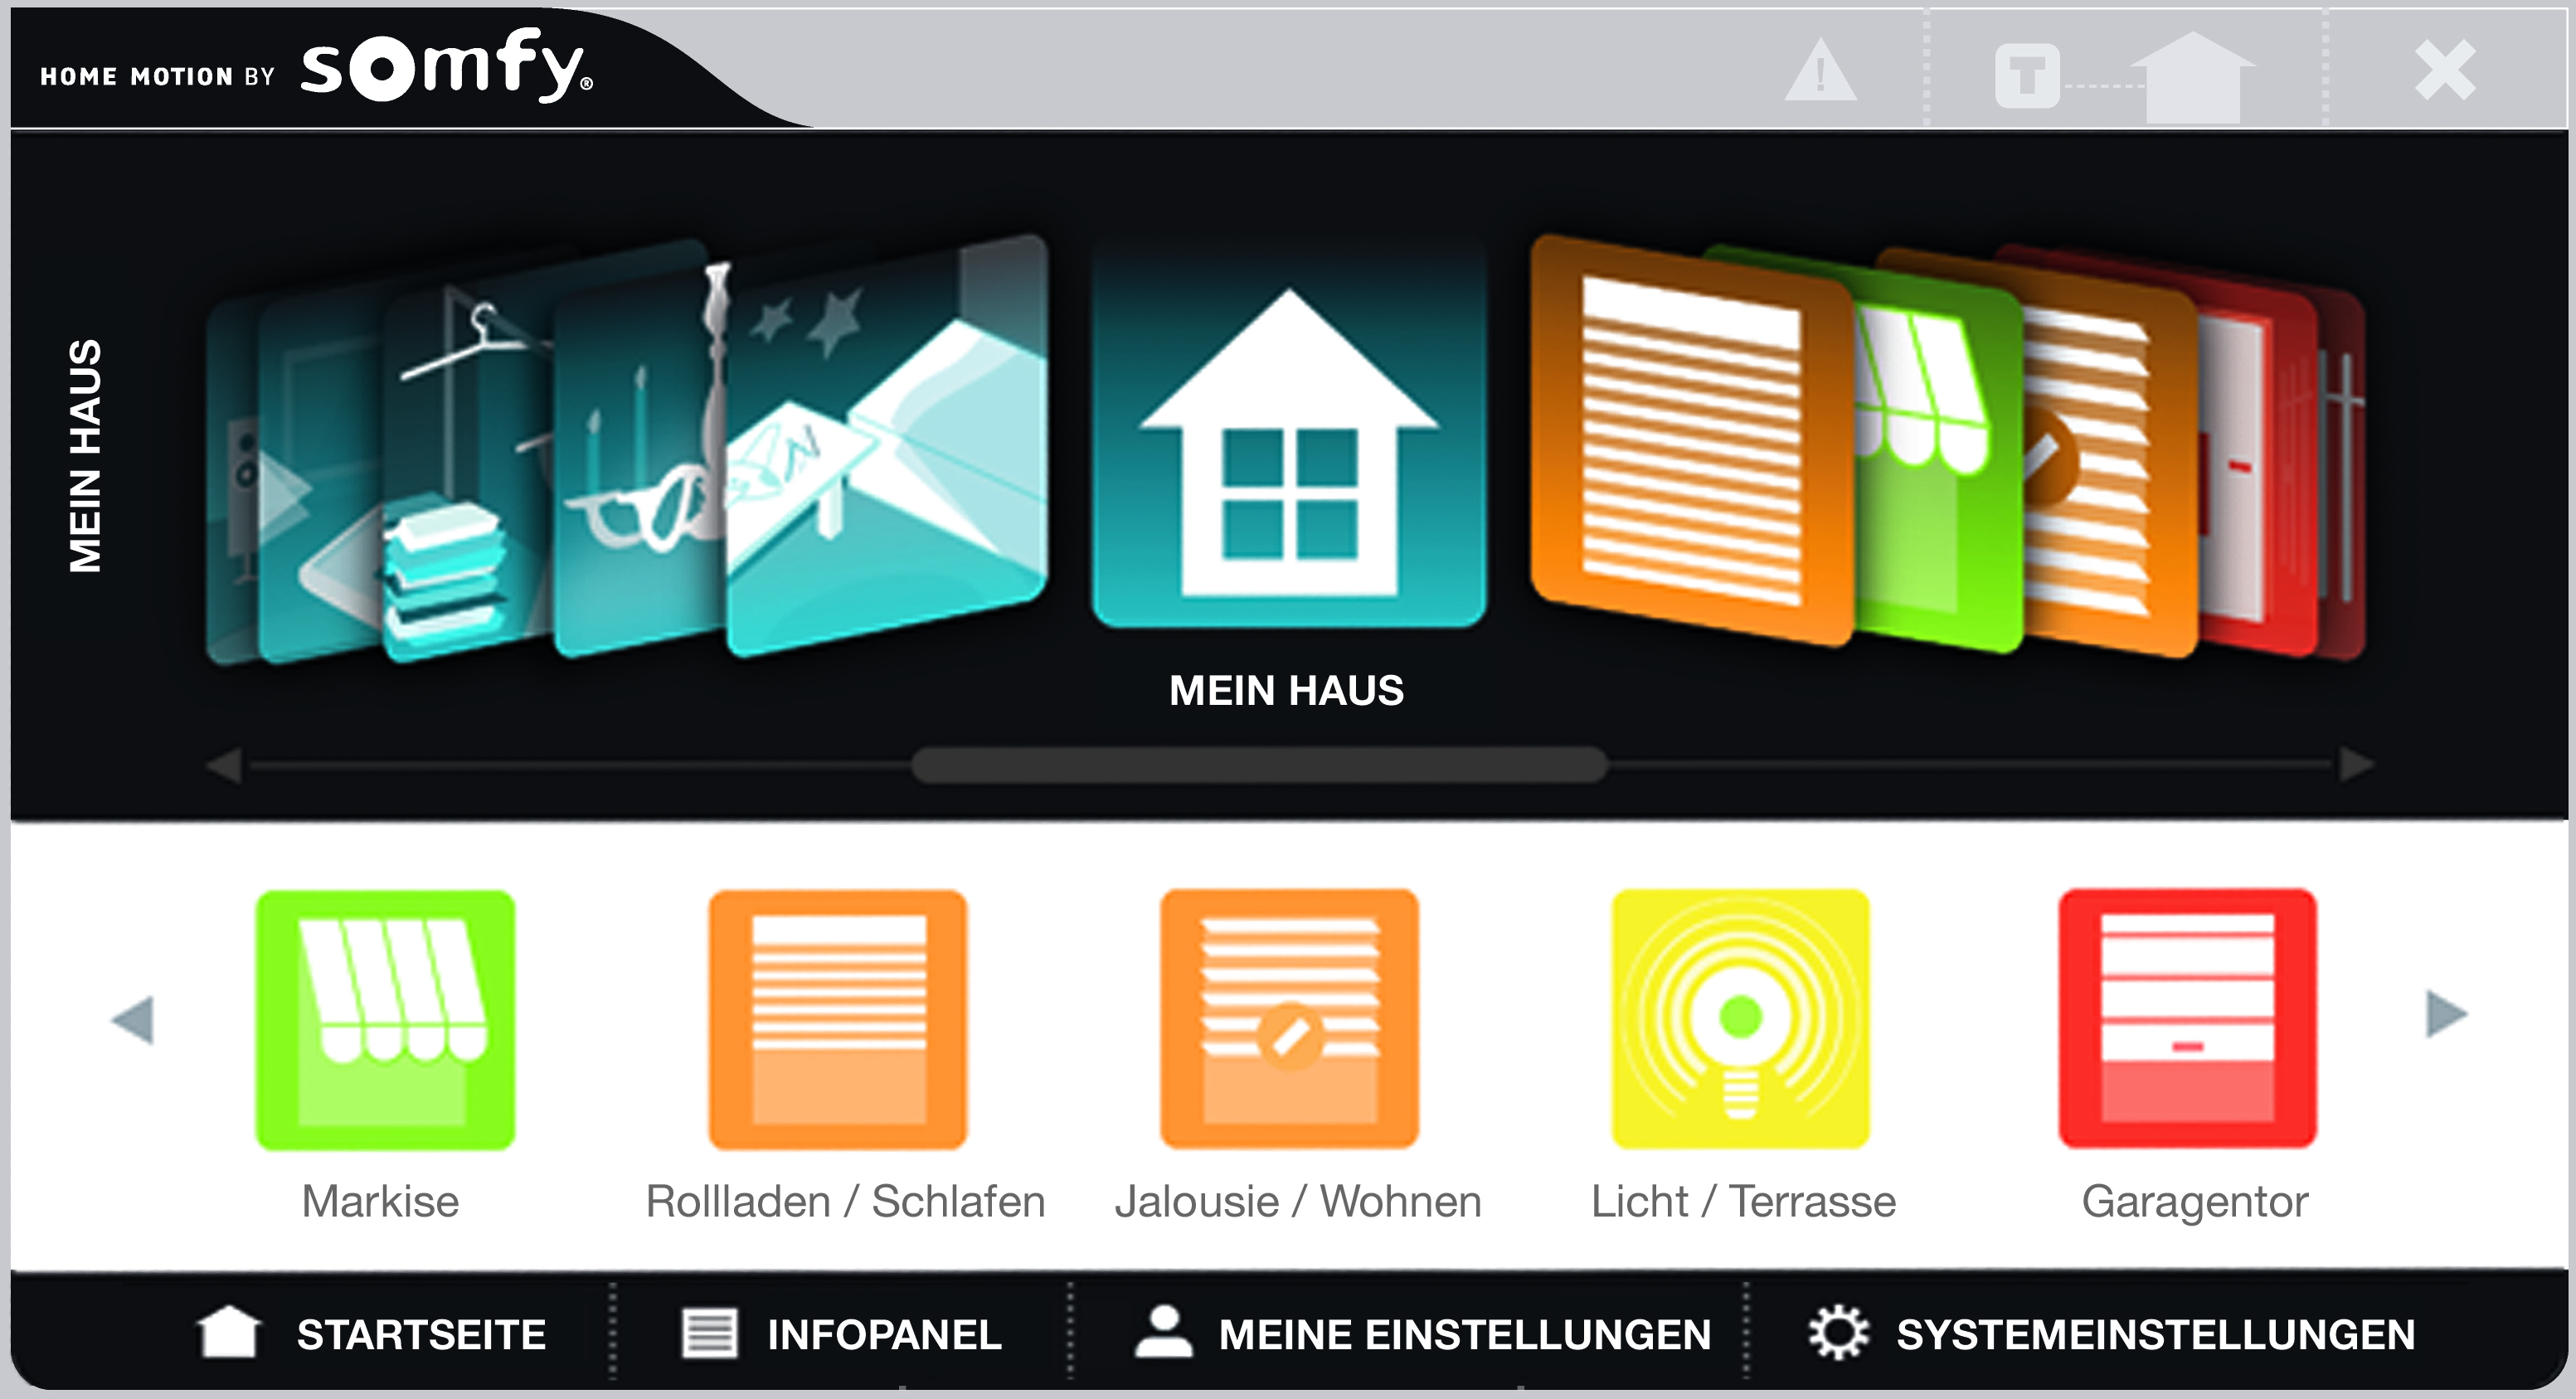 HOME MOTION BY somfy®
T
MEIN HAUS
MEIN HAUS
Markise
Rollladen / Schlafen
Jalousie / Wohnen
Licht / Terrasse
Garagentor
STARTSEITE
INFOPANEL
MEINE EINSTELLUNGEN
SYSTEMEINSTELLUNGEN